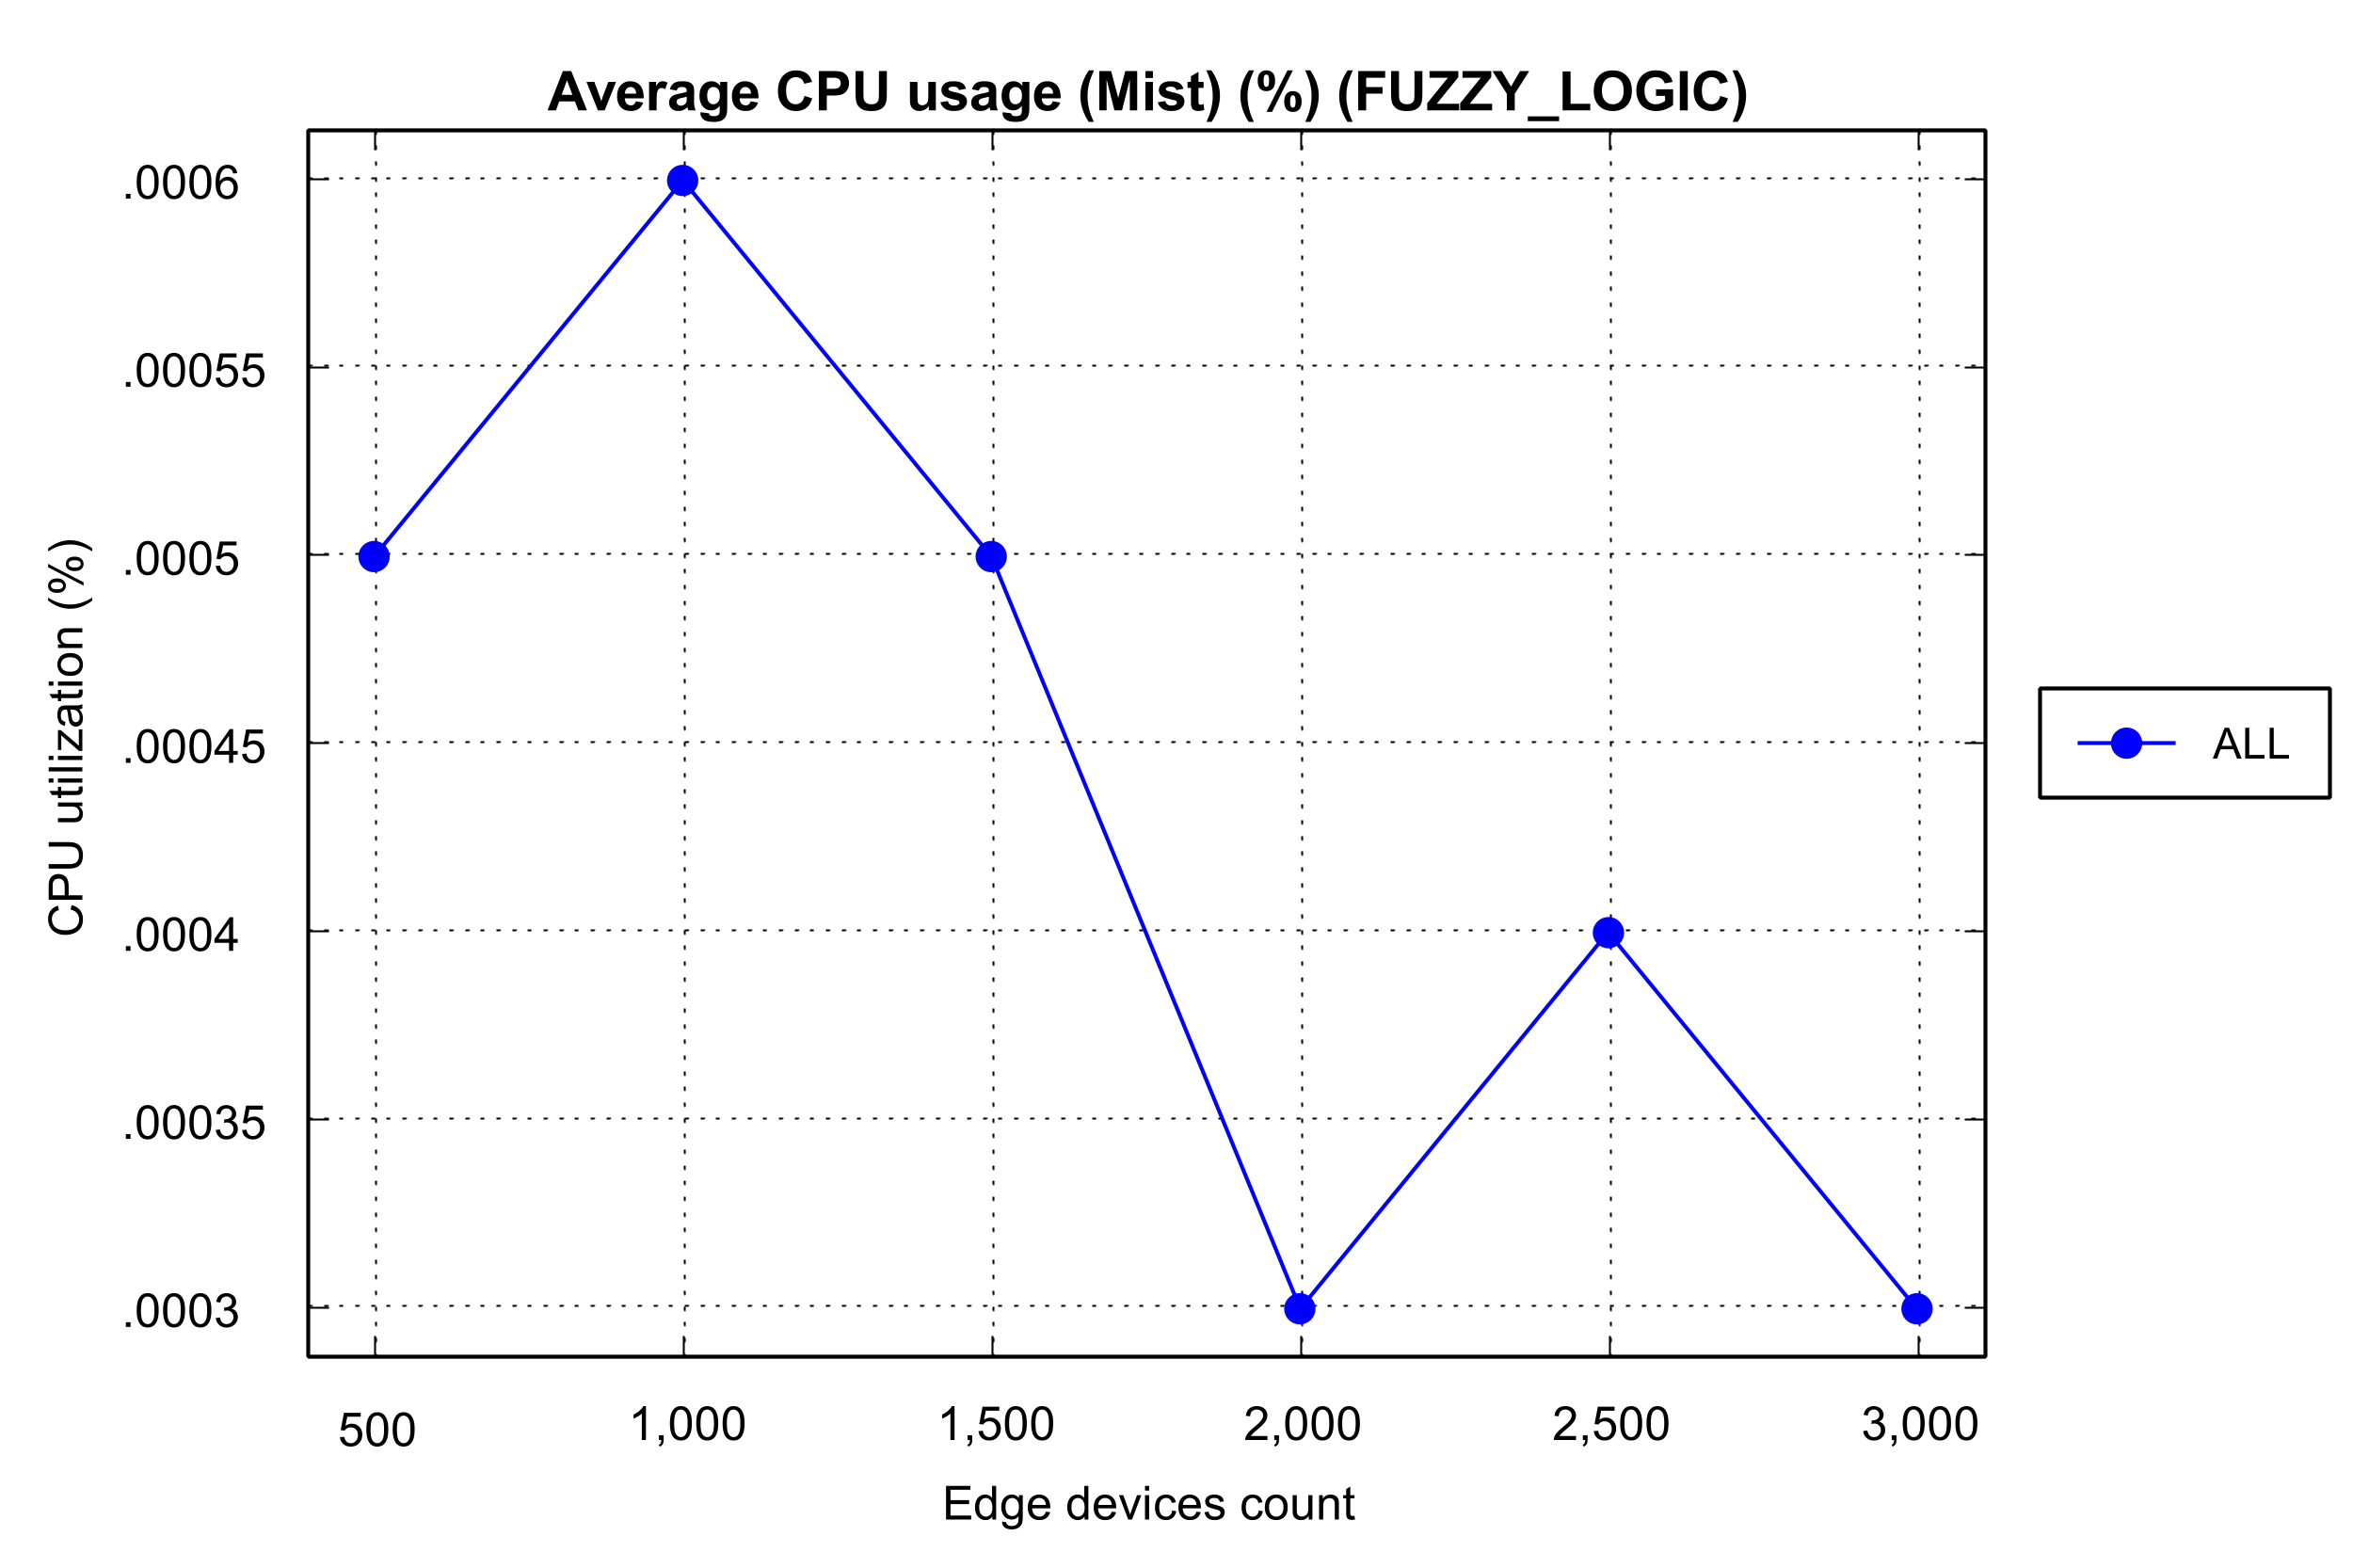 Average CPU usage (Mist) (%) (FUZZY_LOGIC)
CPU utilization (%)
.0006
.00055
.0005
.00045
.0004
.00035
.0003
500 1,000 1,500 2,000 2,500 3,000
Edge devices count
ALL